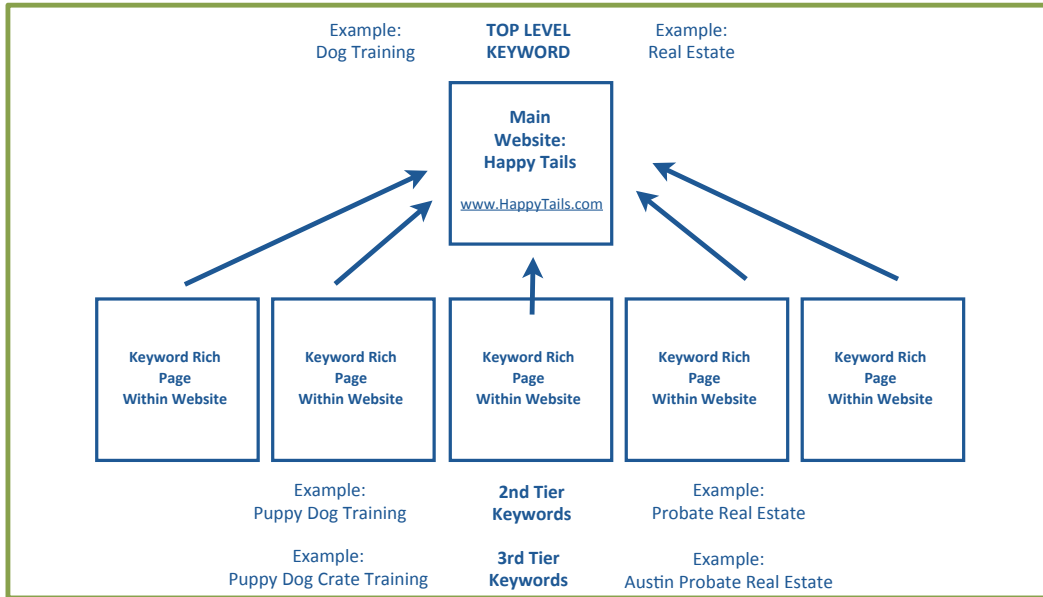 Example:
Dog Training
TOP LEVEL
KEYWORD
Example:
Real Estate
Main
Website:
Happy Tails
www.HappyTails.com
Keyword Rich
Page
Within Website
Keyword Rich
Page
Within Website
Keyword Rich
Page
Within Website
Keyword Rich
Page
Within Website
Keyword Rich
Page
Within Website
Example:
Puppy Dog Training
2nd Tier
Keywords
Example:
Probate Real Estate
Example:
Puppy Dog Crate Training
3rd Tier
Keywords
Example:
Austin Probate Real Estate